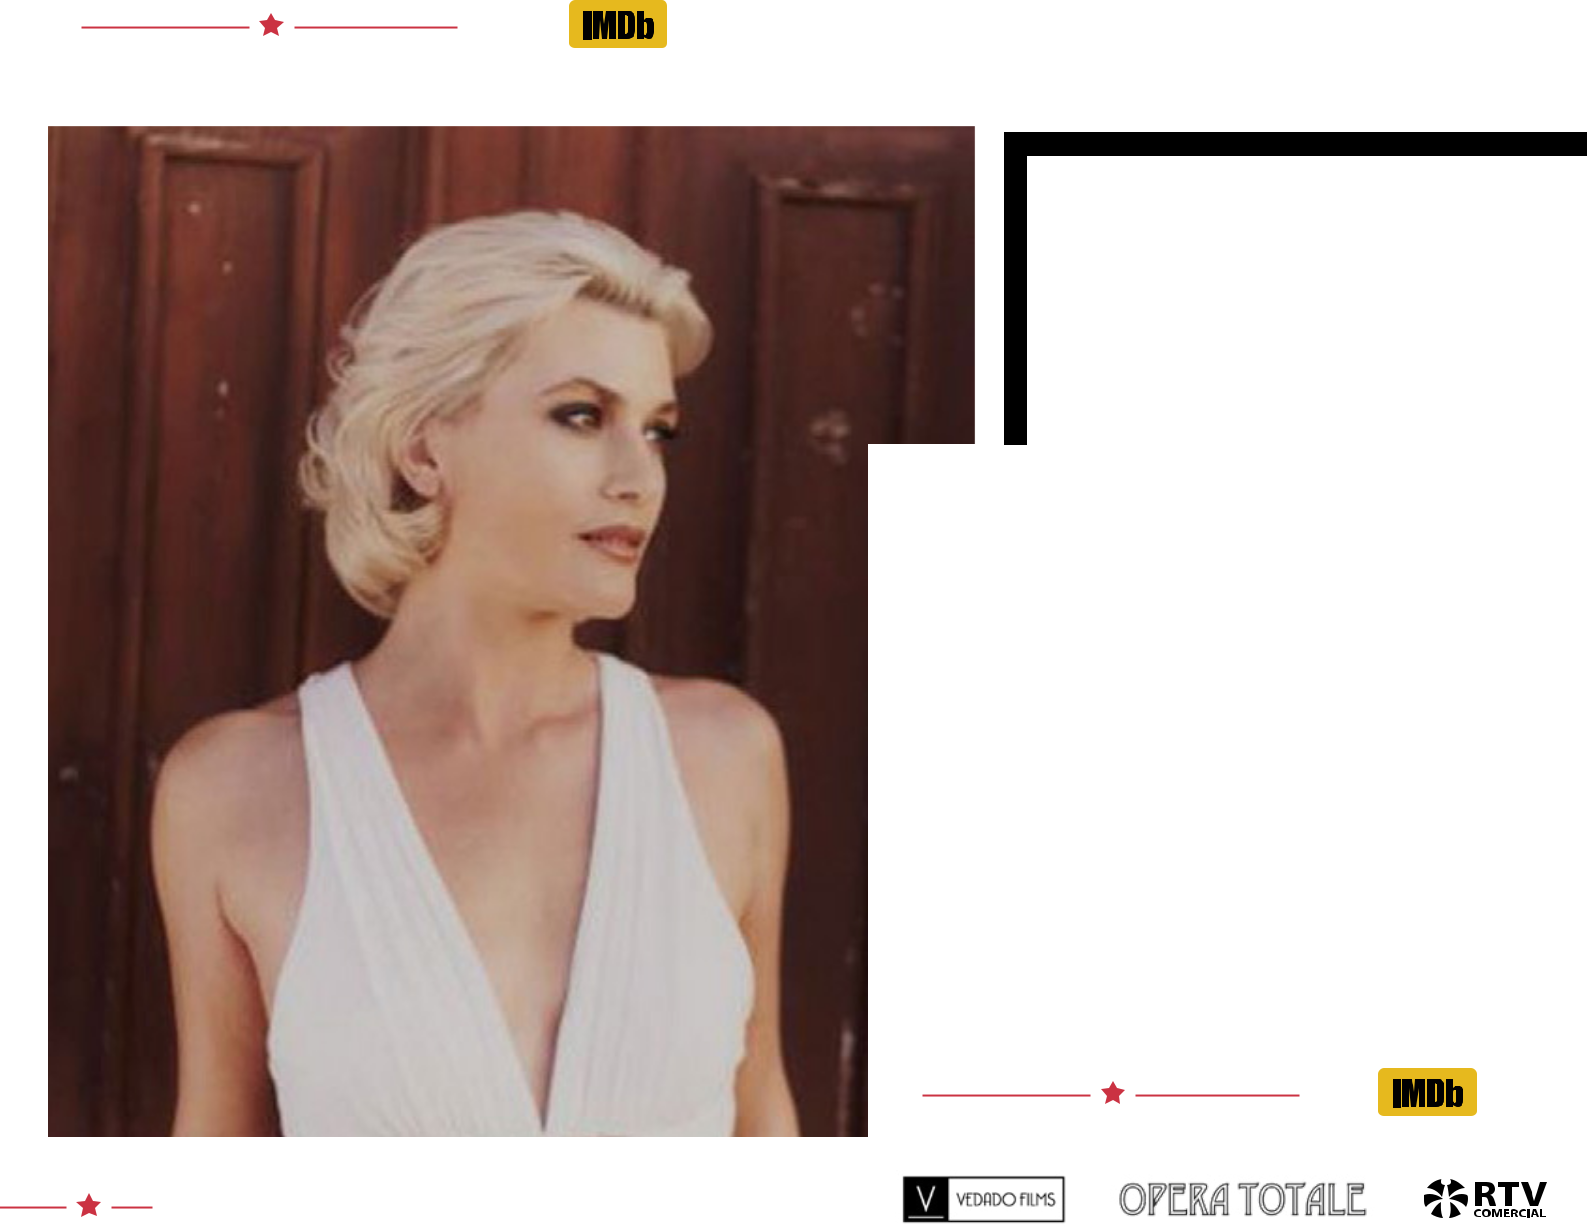 IMDb
IMDb
V VEDADO FILMS
OPERA TOTALE
RTV
COMERCIAL